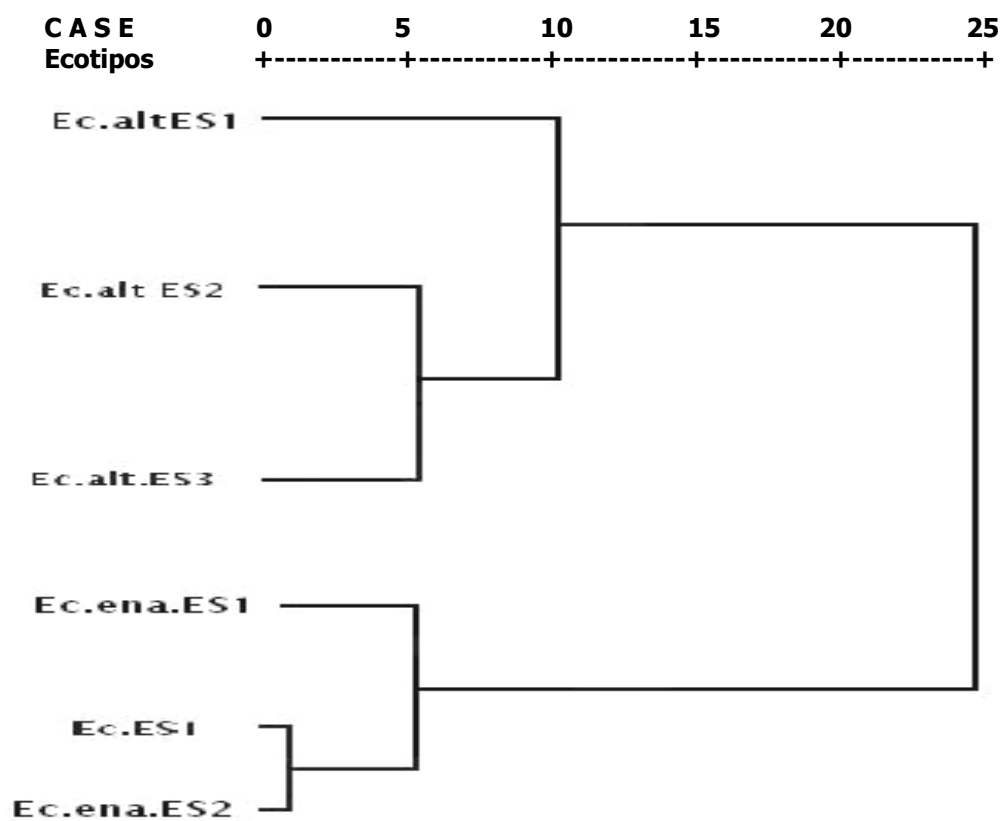 C A S E 0 5 10 15 20 25
Ecotipos +---------+---------+---------+---------+---------+
Ec.altES1
Ec.alt ES2
Ec.alt.ES3
Ec.ena.ES1
Ec.ES1
Ec.ena.ES2